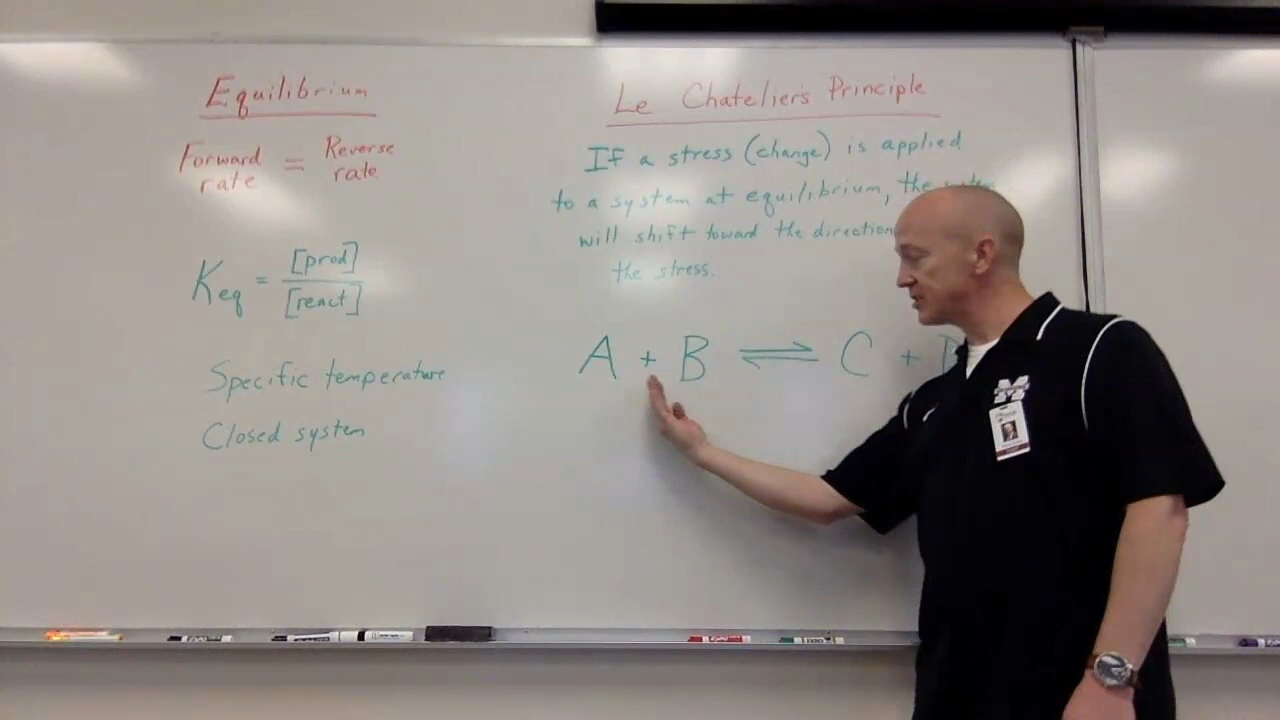 Equilibrium
Forward rate = Reverse rate
Keq = [prod] / [react]
Specific temperature
Closed system
Le Chatelier's Principle
If a stress (change) is applied
to a system at equilibrium, the
will shift toward the direction
the stress.
A + B ⇌ C +
M
EXPO